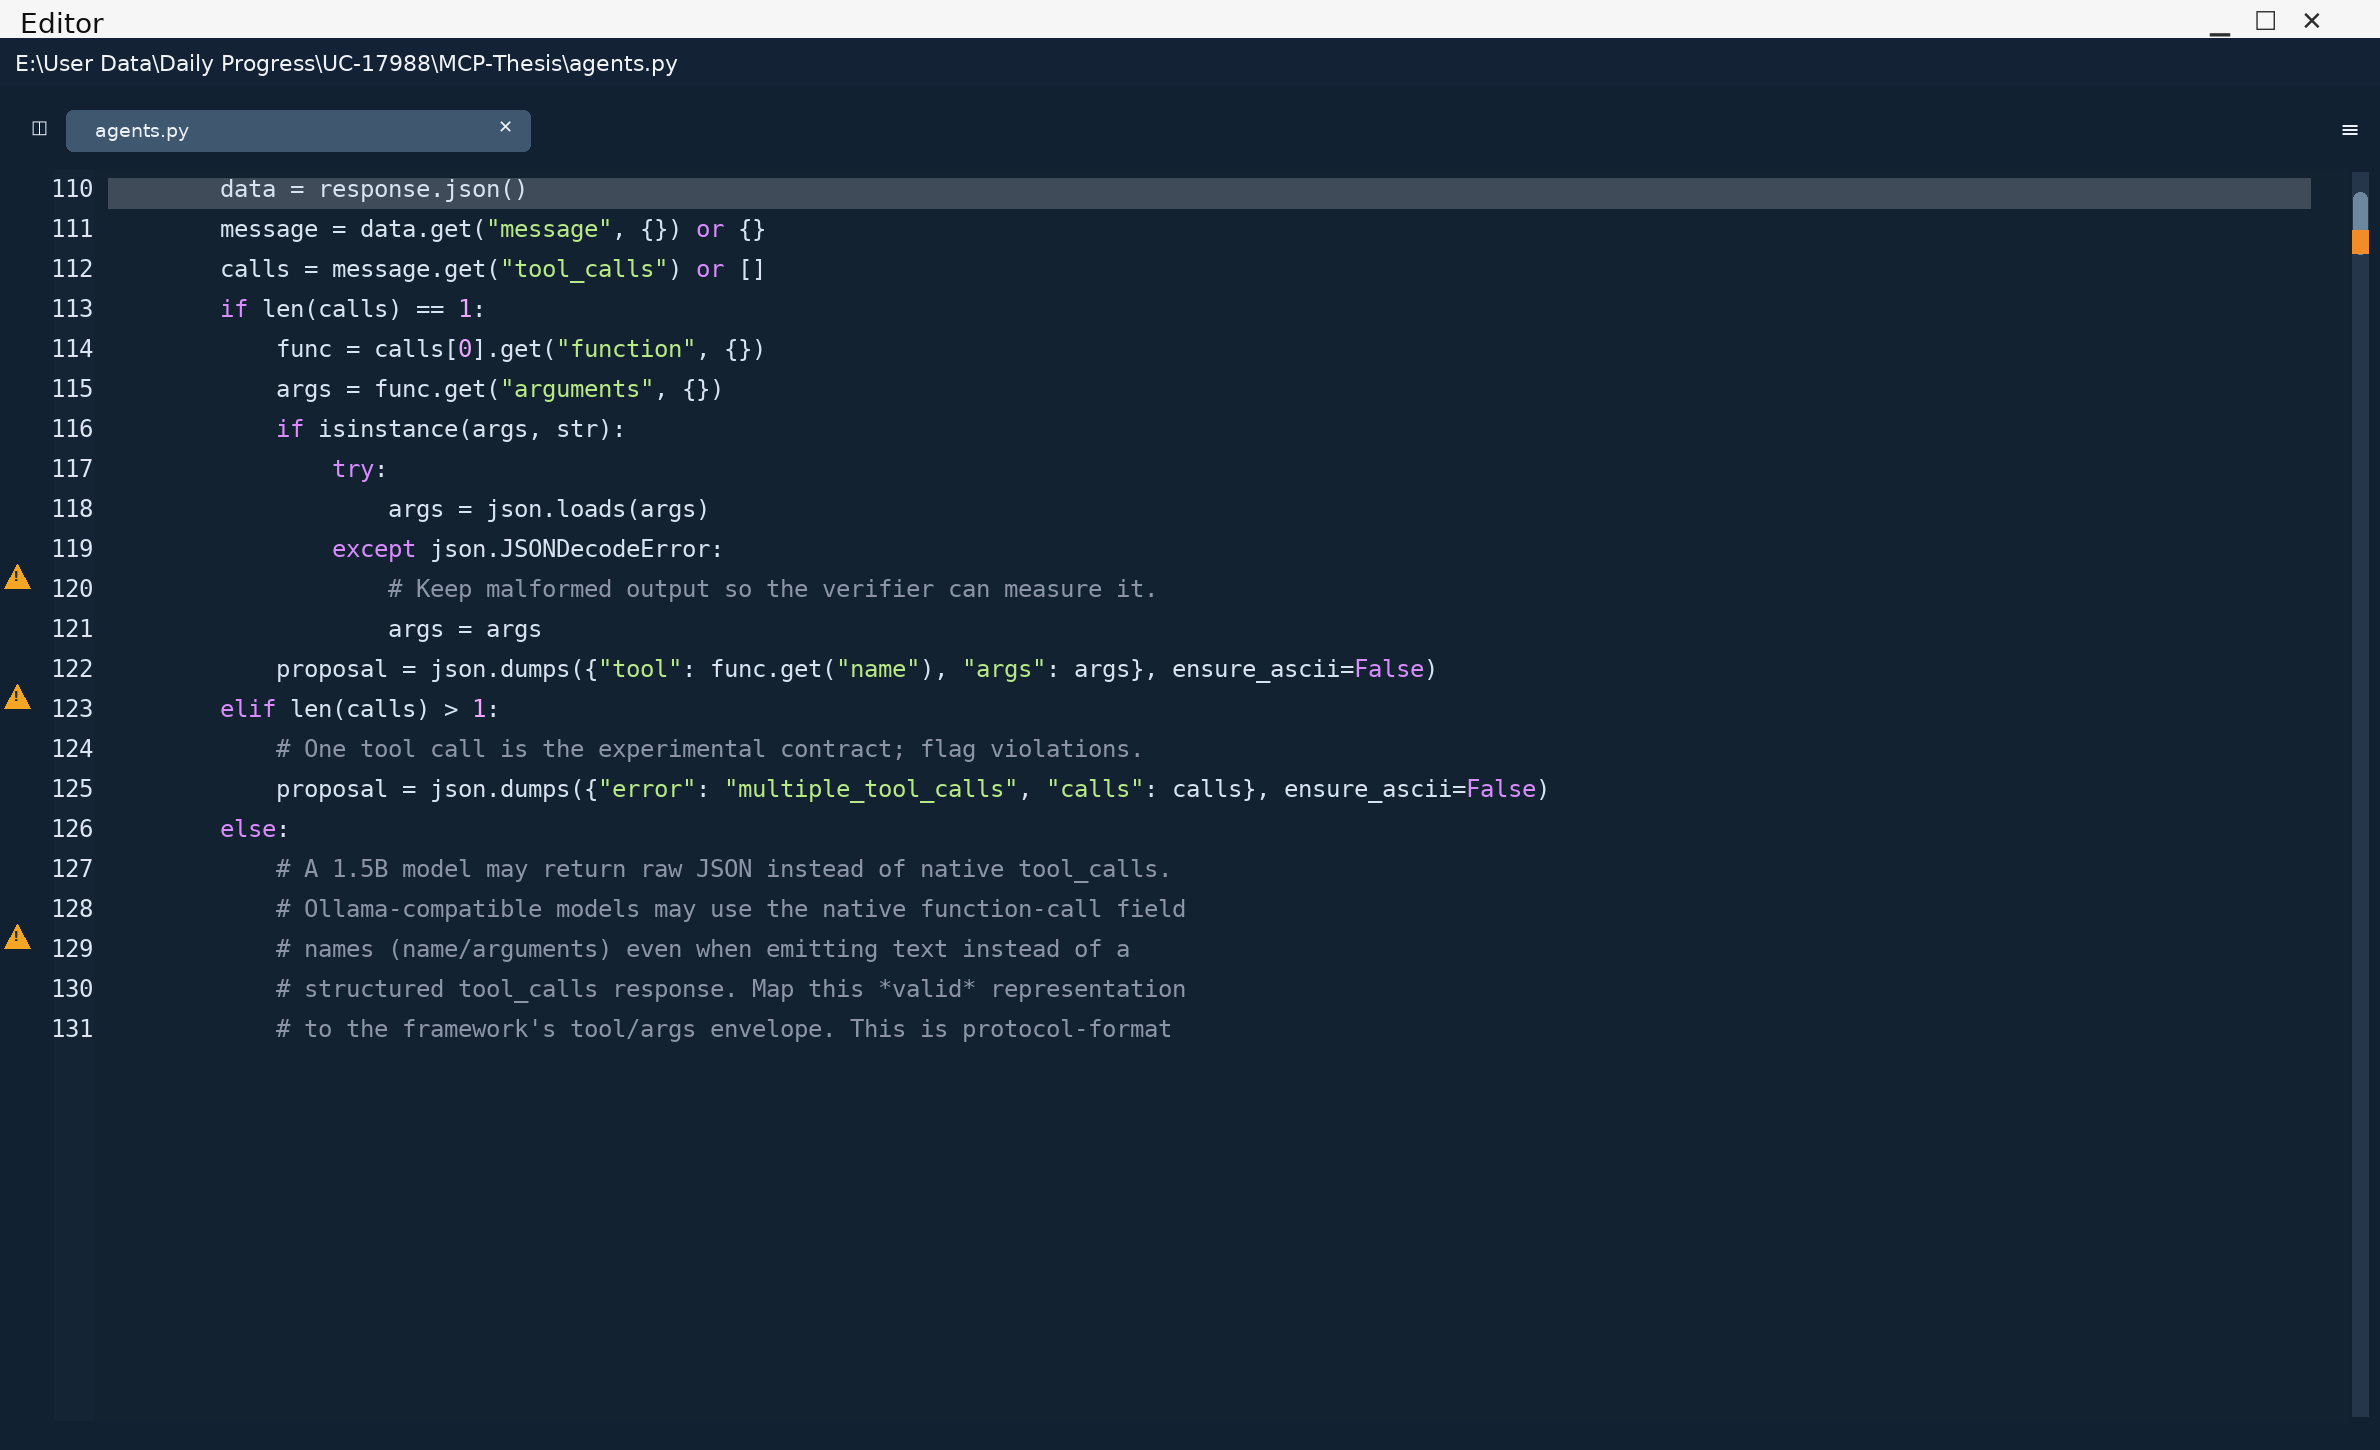 Editor
E:\User Data\Daily Progress\UC-17988\MCP-Thesis\agents.py
agents.py
110         data = response.json()
111         message = data.get("message", {}) or {}
112         calls = message.get("tool_calls") or []
113         if len(calls) == 1:
114             func = calls[0].get("function", {})
115             args = func.get("arguments", {})
116             if isinstance(args, str):
117                 try:
118                     args = json.loads(args)
119                 except json.JSONDecodeError:
120                     # Keep malformed output so the verifier can measure it.
121                     args = args
122             proposal = json.dumps({"tool": func.get("name"), "args": args}, ensure_ascii=False)
123         elif len(calls) > 1:
124             # One tool call is the experimental contract; flag violations.
125             proposal = json.dumps({"error": "multiple_tool_calls", "calls": calls}, ensure_ascii=False)
126         else:
127             # A 1.5B model may return raw JSON instead of native tool_calls.
128             # Ollama-compatible models may use the native function-call field
129             # names (name/arguments) even when emitting text instead of a
130             # structured tool_calls response. Map this *valid* representation
131             # to the framework's tool/args envelope. This is protocol-format